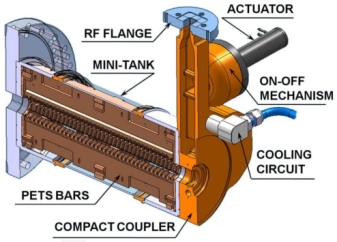 ACTUATOR
RF FLANGE
MINI-TANK
ON-OFF
MECHANISM
COOLING
CIRCUIT
PETS BARS
COMPACT COUPLER